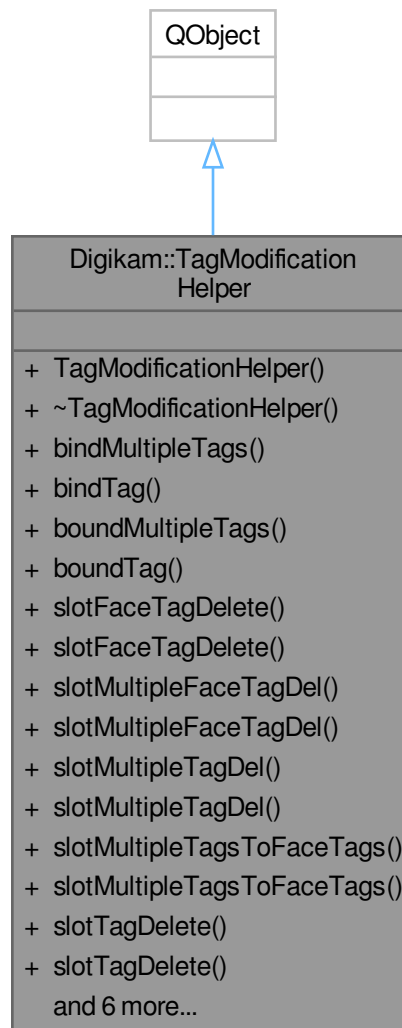 QObject
Digikam::TagModification
Helper
+ TagModificationHelper()
+ ~TagModificationHelper()
+ bindMultipleTags()
+ bindTag()
+ boundMultipleTags()
+ boundTag()
+ slotFaceTagDelete()
+ slotFaceTagDelete()
+ slotMultipleFaceTagDel()
+ slotMultipleFaceTagDel()
+ slotMultipleTagDel()
+ slotMultipleTagDel()
+ slotMultipleTagsToFaceTags()
+ slotMultipleTagsToFaceTags()
+ slotTagDelete()
+ slotTagDelete()
and 6 more...